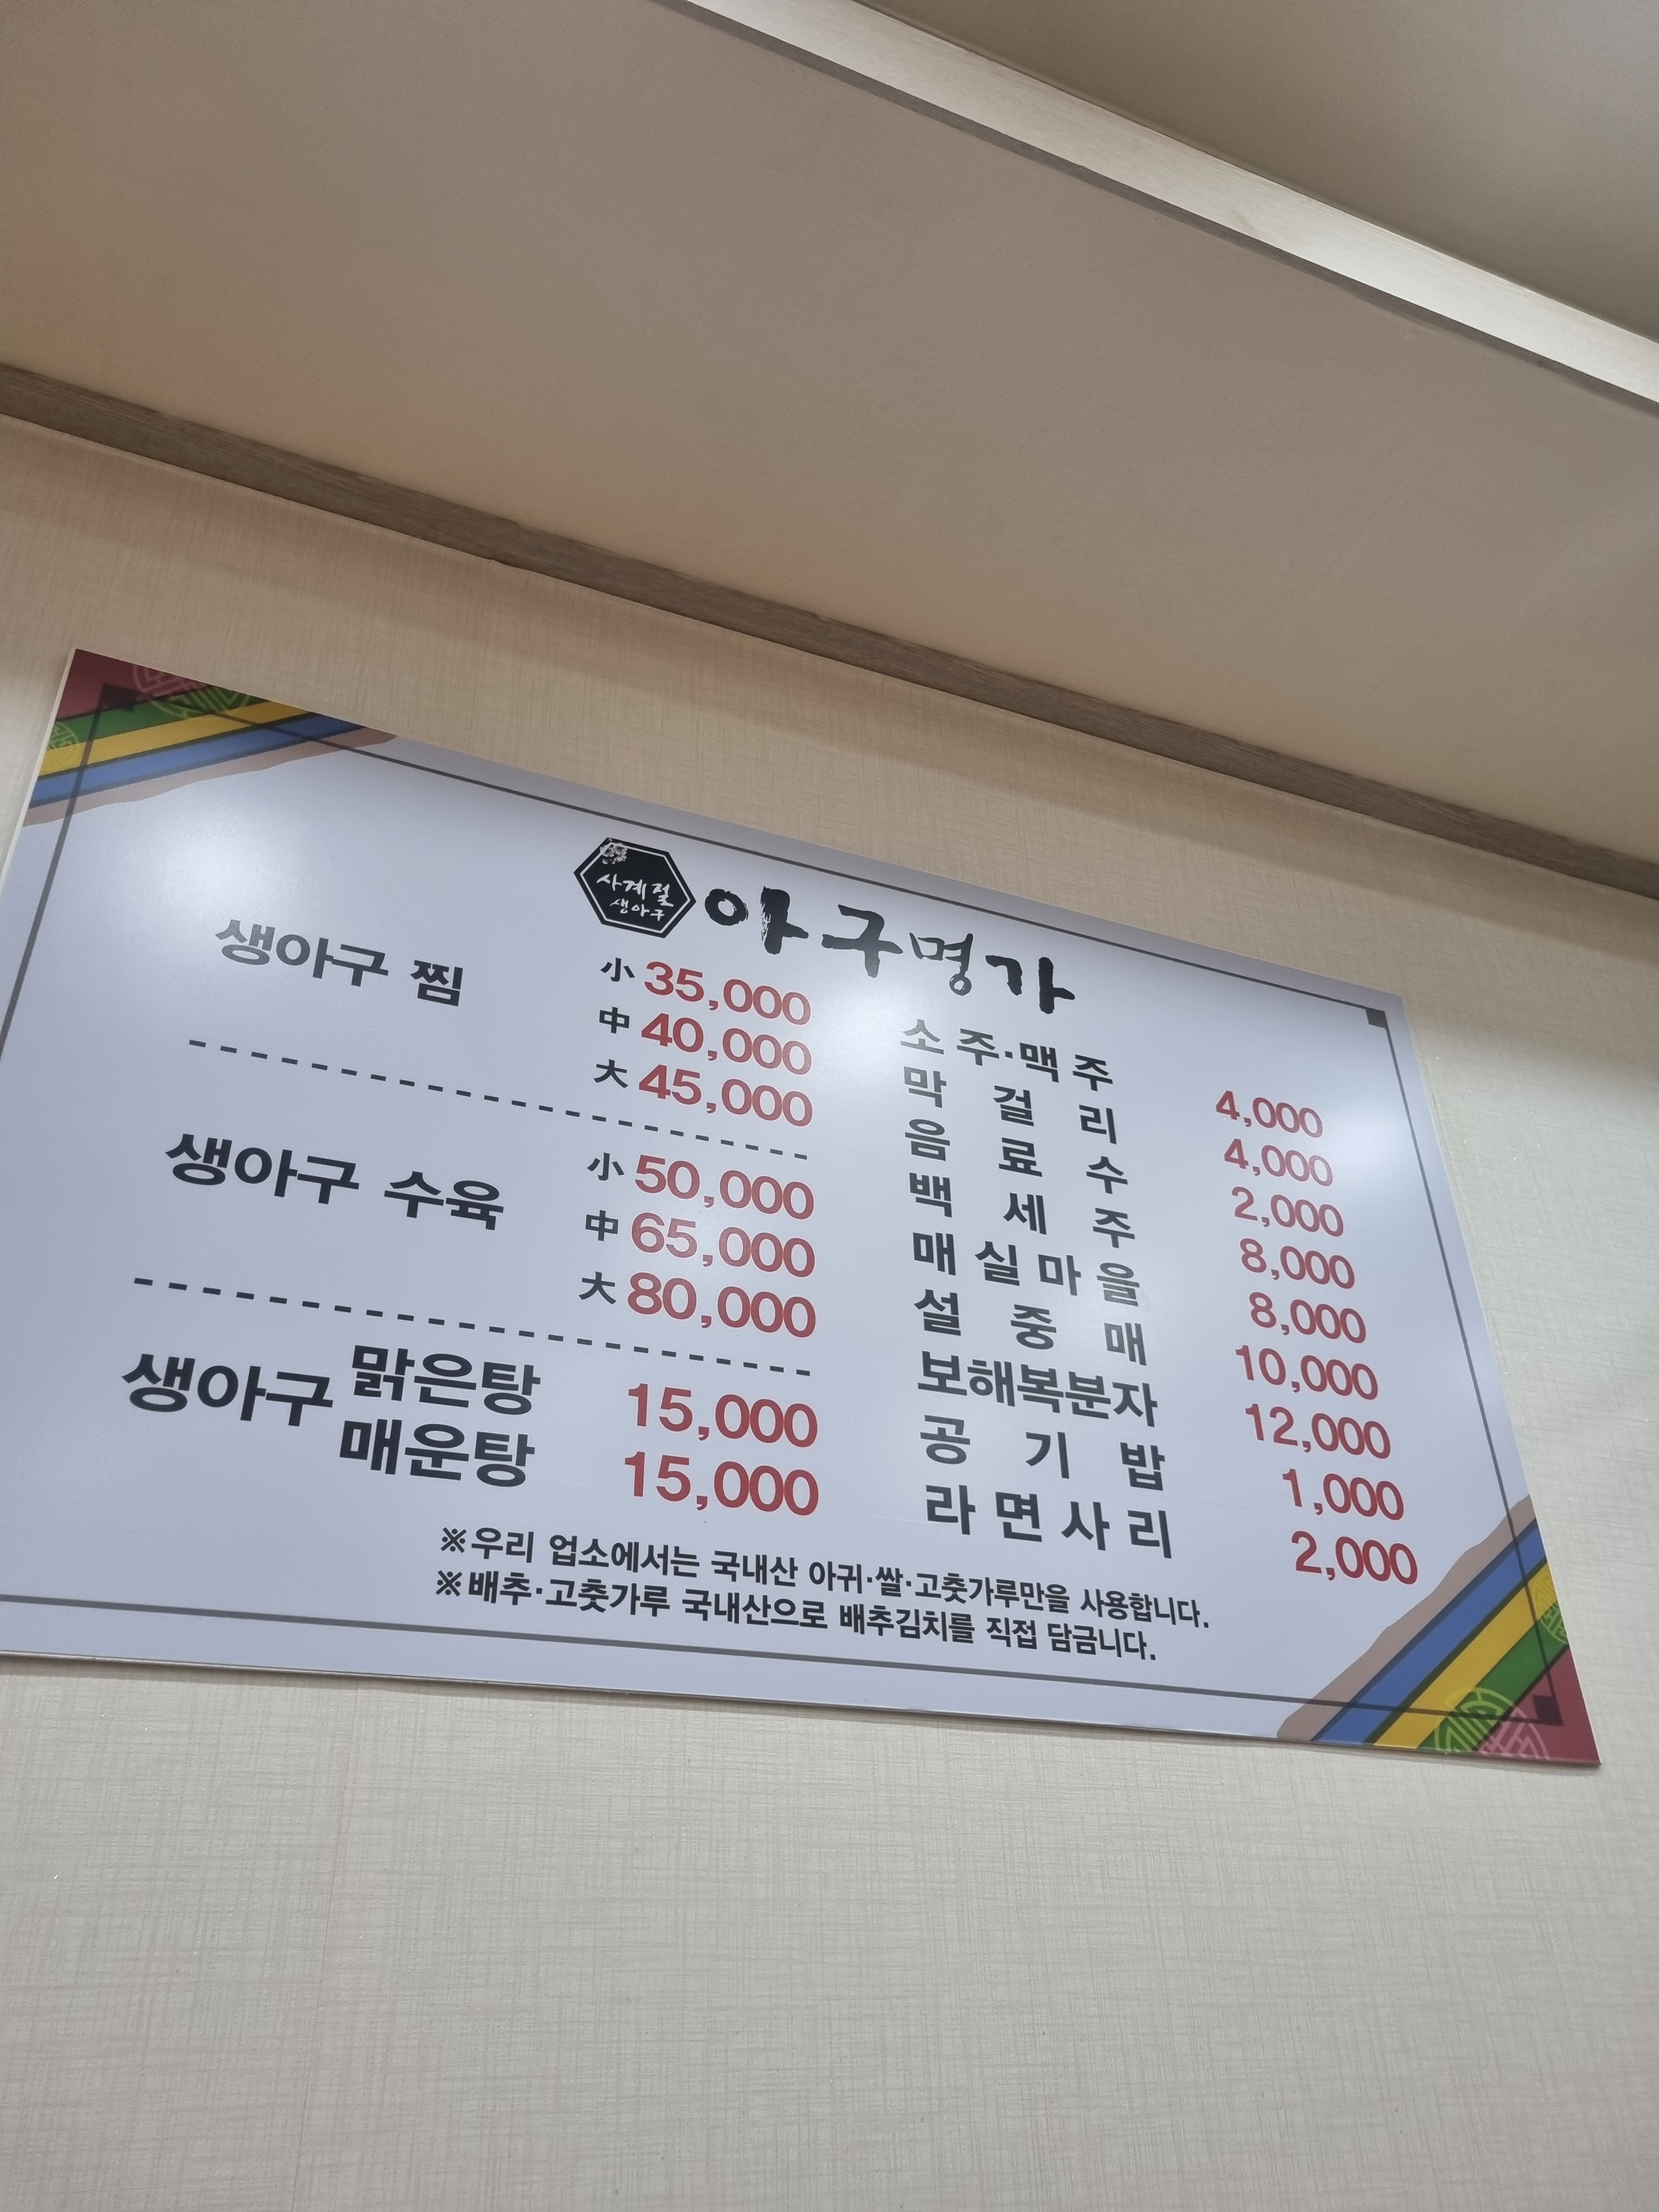 사계절
생아구
아구명가
생아구 찜
小 35,000
中 40,000
大 45,000
생아구 수육
小 50,000
中 65,000
大 80,000
생아구 맑은탕 15,000
매운탕 15,000
소주·맥주 4,000
막걸리 4,000
음료수 2,000
백세주 8,000
매실마을 8,000
설중매 10,000
보해복분자 12,000
공기밥 1,000
라면사리 2,000
※우리 업소에서는 국내산 아귀·쌀·고춧가루만을 사용합니다.
※배추·고춧가루 국내산으로 배추김치를 직접 담금니다.